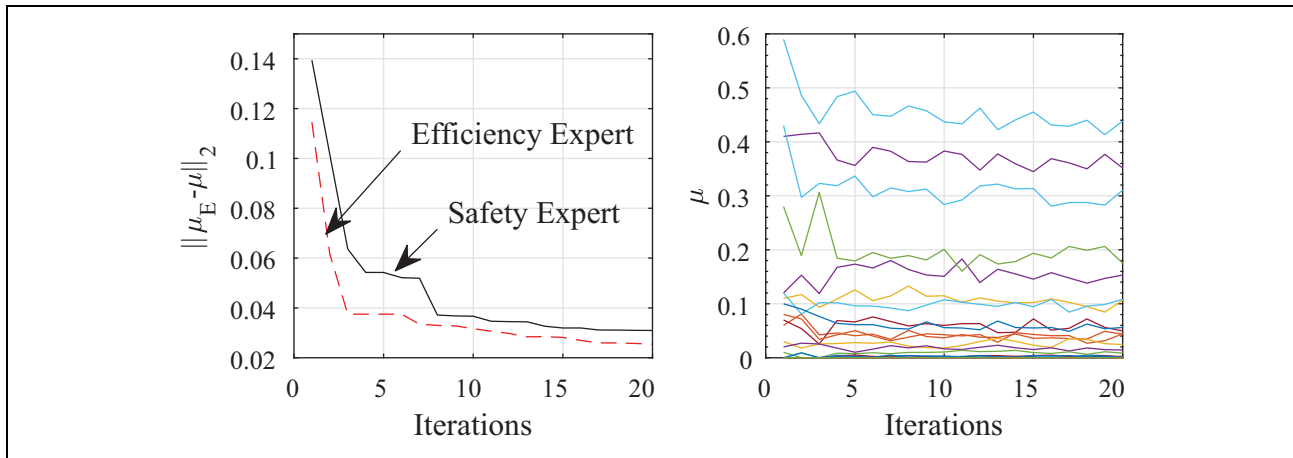 0.14
0.12
0.1
0.08
0.06
0.04
0.02
||μ_E-μ||_2
Efficiency Expert
Safety Expert
0 5 10 15 20
Iterations
0.6
0.5
0.4
0.3
0.2
0.1
0
μ
0 5 10 15 20
Iterations